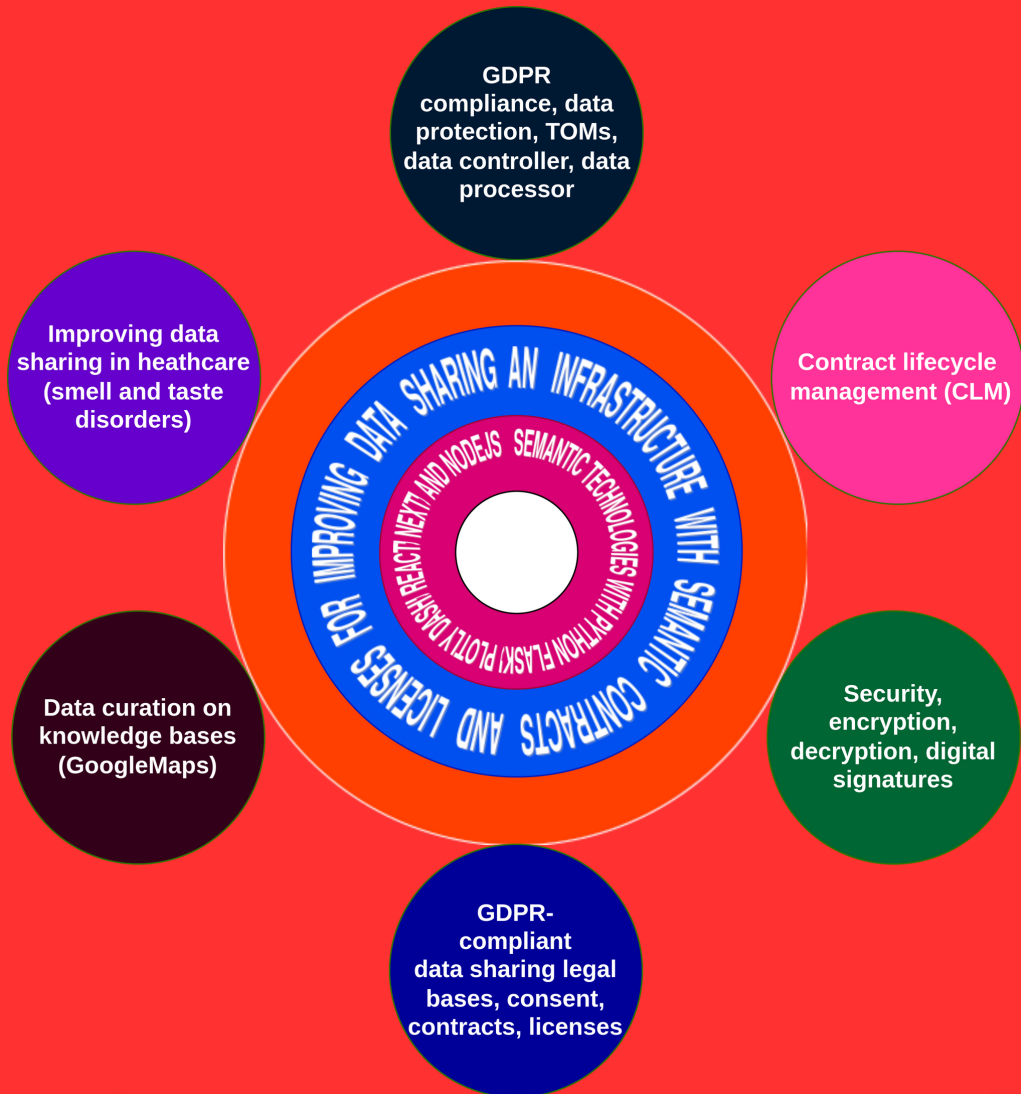 GDPR
compliance, data
protection, TOMs,
data controller, data
processor
Improving data
sharing in heathcare
(smell and taste
disorders)
Contract lifecycle
management (CLM)
AN INFRASTRUCTURE WITH SEMANTIC CONTRACTS AND LICENSES FOR IMPROVING DATA SHARING
SEMANTIC TECHNOLOGIES WITH PYTHON FLASK/ PLOTLY DASH/ REACT/ NEXT/ AND NODEJS
Data curation on
knowledge bases
(GoogleMaps)
Security,
encryption,
decryption, digital
signatures
GDPR-
compliant
data sharing legal
bases, consent,
contracts, licenses